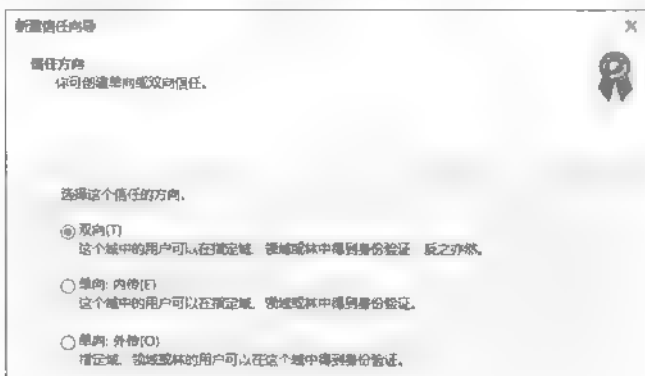 新建信任向导
信任方向
你可创建单向或双向信任。
选择这个信任的方向。
双向(T)
这个域中的用户可以在指定域、领域或林中得到身份验证，反之亦然。
单向: 内传(E)
这个域中的用户可以在指定域、领域或林中得到身份验证。
单向: 外传(O)
指定域、领域或林的用户可以在这个域中得到身份验证。